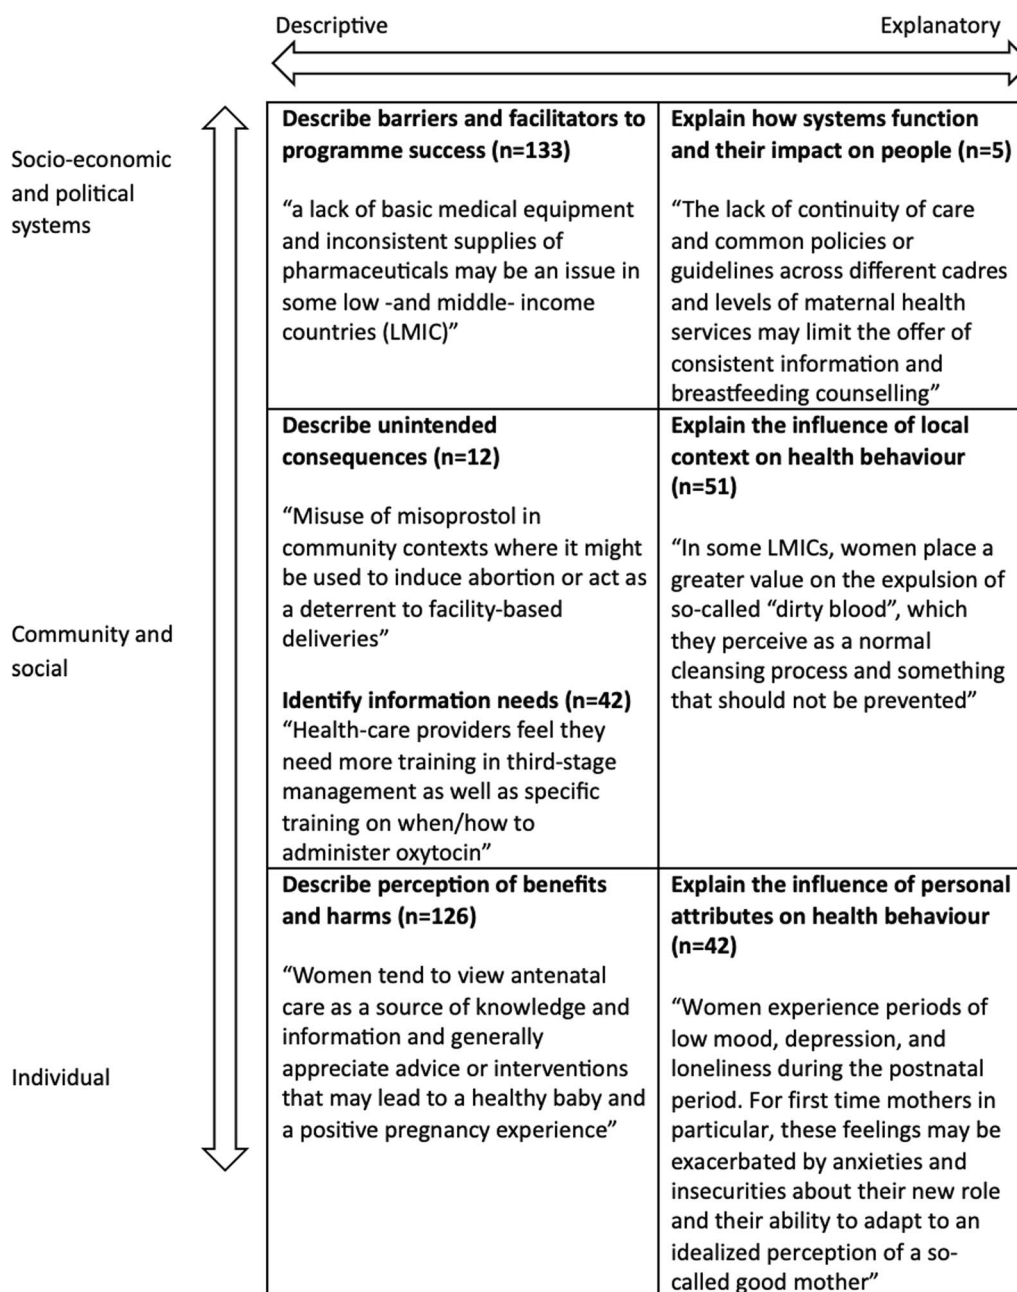 Descriptive
Explanatory
Socio-economic
and political
systems
Describe barriers and facilitators to
programme success (n=133)
“a lack of basic medical equipment
and inconsistent supplies of
pharmaceuticals may be an issue in
some low -and middle- income
countries (LMIC)”
Explain how systems function
and their impact on people (n=5)
“The lack of continuity of care
and common policies or
guidelines across different cadres
and levels of maternal health
services may limit the offer of
consistent information and
breastfeeding counselling”
Community and
social
Describe unintended
consequences (n=12)
“Misuse of misoprostol in
community contexts where it might
be used to induce abortion or act as
a deterrent to facility-based
deliveries”
Identify information needs (n=42)
“Health-care providers feel they
need more training in third-stage
management as well as specific
training on when/how to
administer oxytocin”
Explain the influence of local
context on health behaviour
(n=51)
“In some LMICs, women place a
greater value on the expulsion of
so-called “dirty blood”, which
they perceive as a normal
cleansing process and something
that should not be prevented”
Individual
Describe perception of benefits
and harms (n=126)
“Women tend to view antenatal
care as a source of knowledge and
information and generally
appreciate advice or interventions
that may lead to a healthy baby and
a positive pregnancy experience”
Explain the influence of personal
attributes on health behaviour
(n=42)
“Women experience periods of
low mood, depression, and
loneliness during the postnatal
period. For first time mothers in
particular, these feelings may be
exacerbated by anxieties and
insecurities about their new role
and their ability to adapt to an
idealized perception of a so-
called good mother”